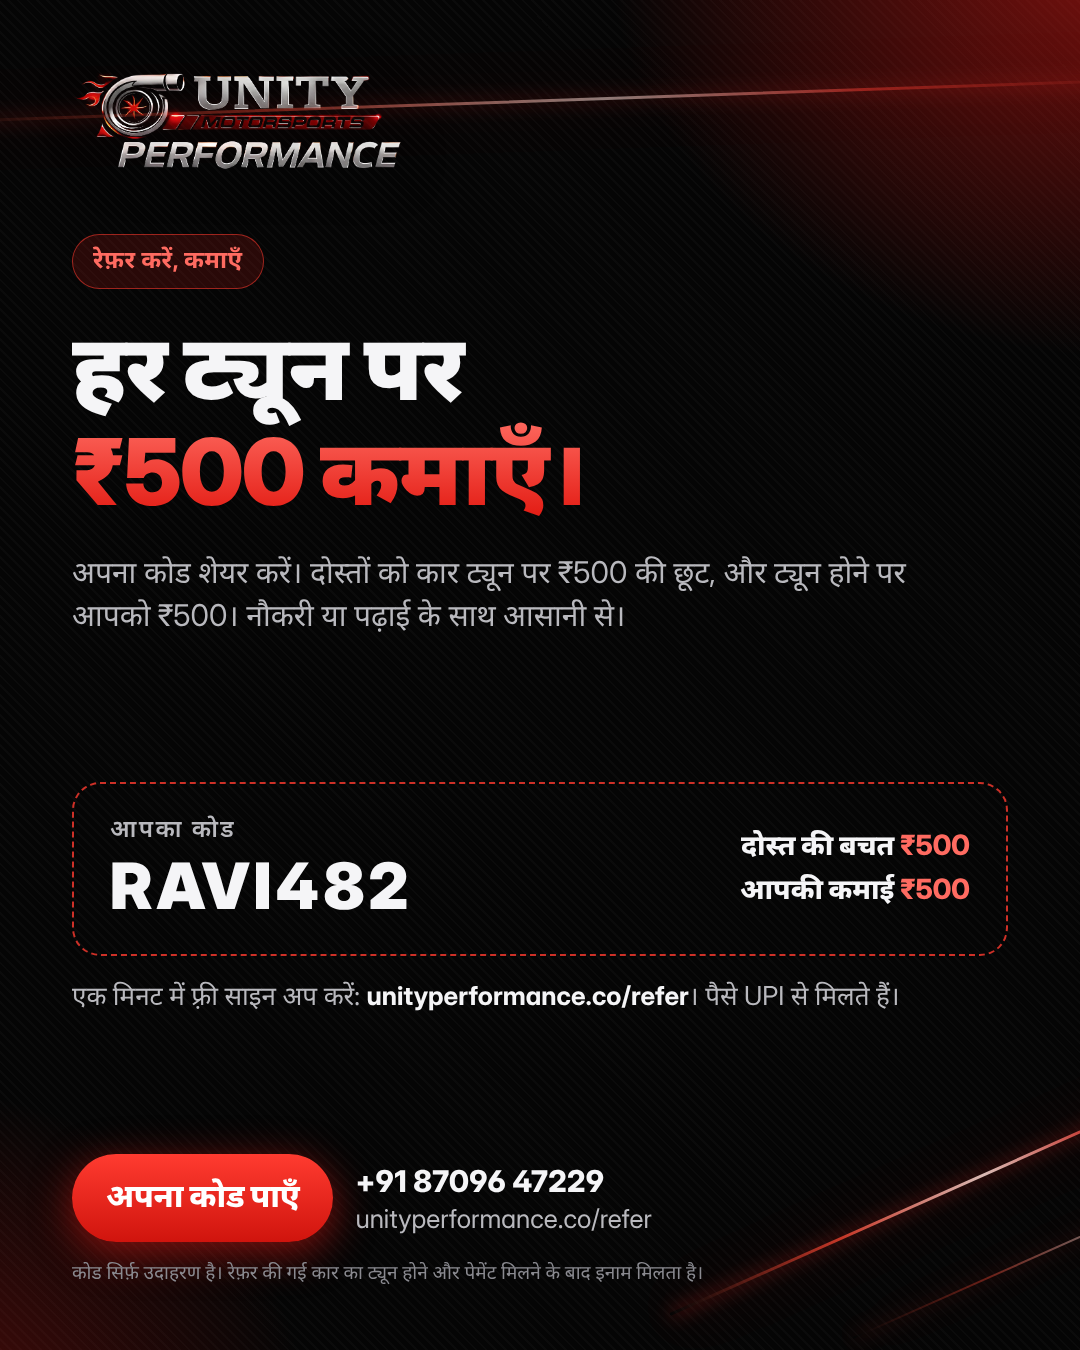 UNITY
MOTORSPORTS
PERFORMANCE
रेफ़र करें, कमाएँ
हर ट्यून पर
₹500 कमाएँ।
अपना कोड शेयर करें। दोस्तों को कार ट्यून पर ₹500 की छूट, और ट्यून होने पर
आपको ₹500। नौकरी या पढ़ाई के साथ आसानी से।
आपका कोड
RAVI482
दोस्त की बचत ₹500
आपकी कमाई ₹500
एक मिनट में फ़्री साइन अप करें: unityperformance.co/refer। पैसे UPI से मिलते हैं।
अपना कोड पाएँ
+91 87096 47229
unityperformance.co/refer
कोड सिर्फ़ उदाहरण है। रेफ़र की गई कार का ट्यून होने और पेमेंट मिलने के बाद इनाम मिलता है।